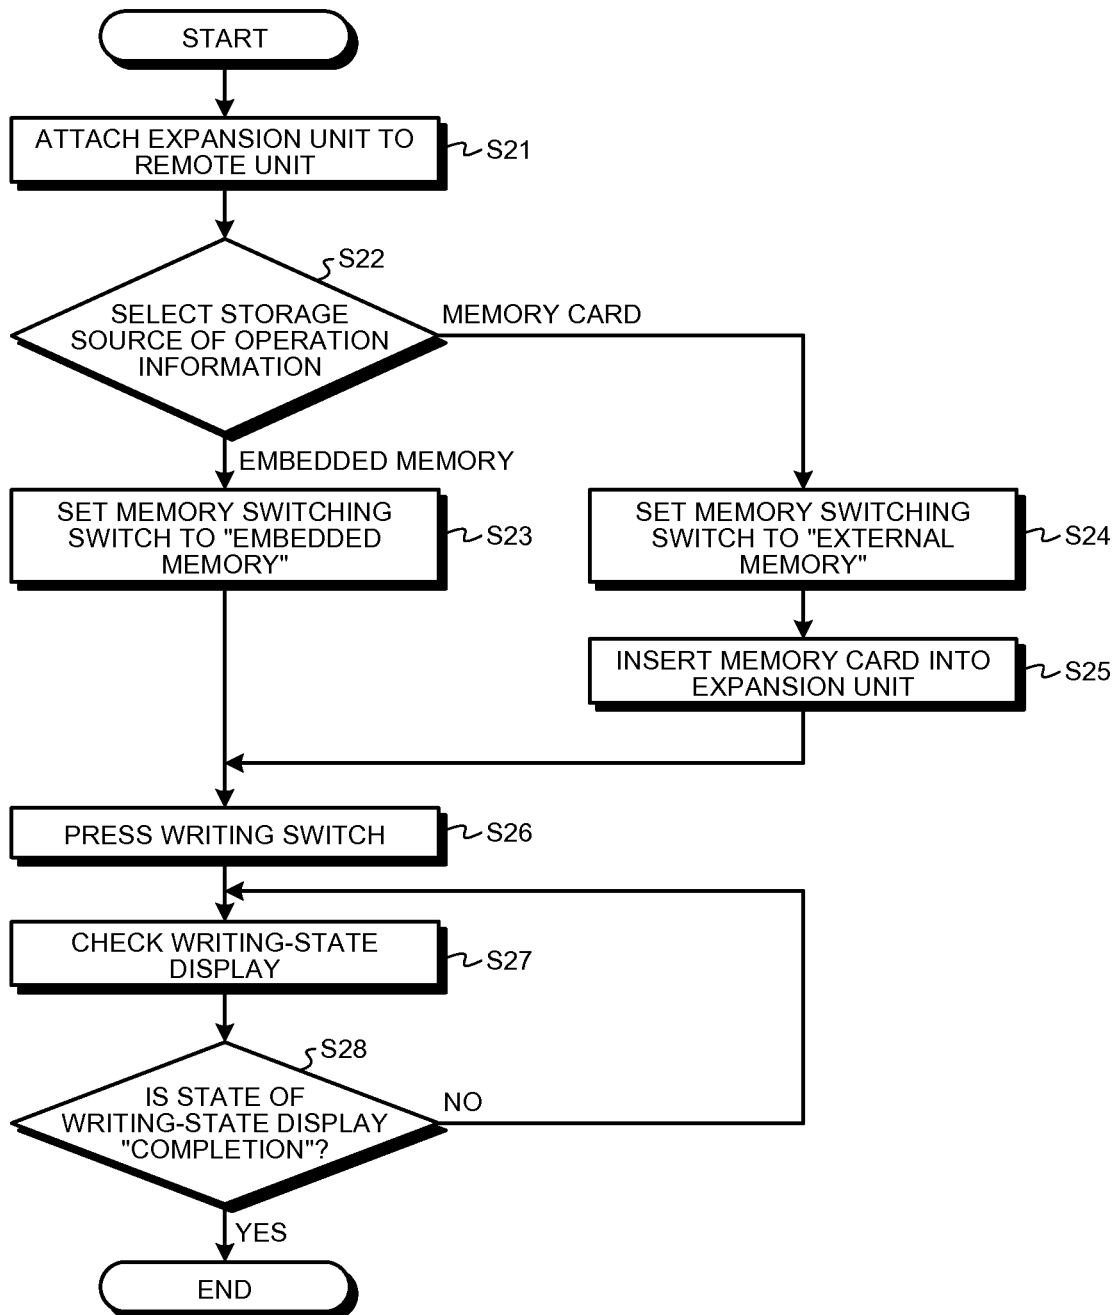 START
ATTACH EXPANSION UNIT TO
REMOTE UNIT
S21
S22
SELECT STORAGE
SOURCE OF OPERATION
INFORMATION
MEMORY CARD
EMBEDDED MEMORY
SET MEMORY SWITCHING
SWITCH TO "EMBEDDED
MEMORY"
S23
SET MEMORY SWITCHING
SWITCH TO "EXTERNAL
MEMORY"
S24
INSERT MEMORY CARD INTO
EXPANSION UNIT
S25
PRESS WRITING SWITCH
S26
CHECK WRITING-STATE
DISPLAY
S27
S28
IS STATE OF
WRITING-STATE DISPLAY
"COMPLETION"?
NO
YES
END